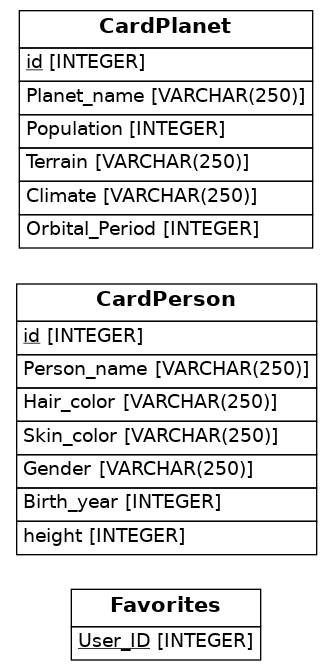 CardPlanet
id [INTEGER]
Planet_name [VARCHAR(250)]
Population [INTEGER]
Terrain [VARCHAR(250)]
Climate [VARCHAR(250)]
Orbital_Period [INTEGER]
CardPerson
id [INTEGER]
Person_name [VARCHAR(250)]
Hair_color [VARCHAR(250)]
Skin_color [VARCHAR(250)]
Gender [VARCHAR(250)]
Birth_year [INTEGER]
height [INTEGER]
Favorites
User_ID [INTEGER]